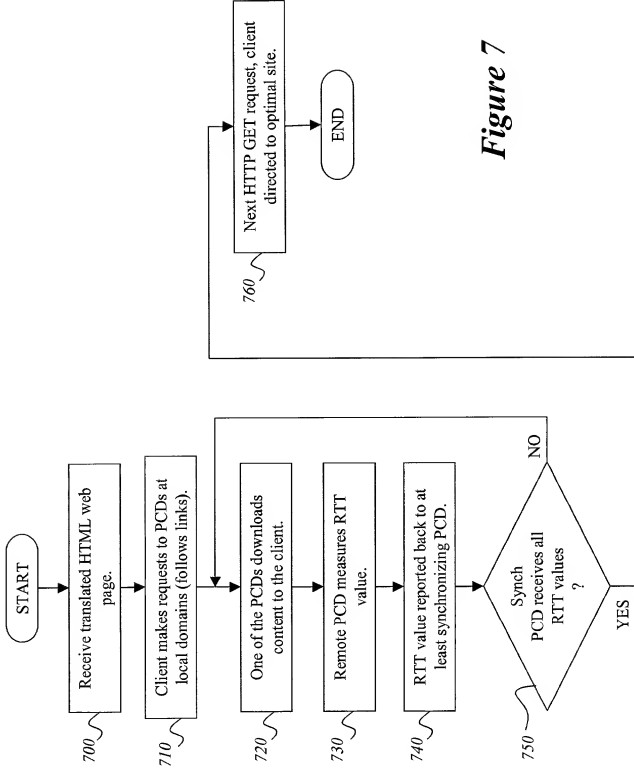 START
Receive translated HTML web
page.
700
Client makes requests to PCDs at
local domains (follows links).
710
One of the PCDs downloads
content to the client.
720
Remote PCD measures RTT
value.
730
RTT value reported back to at
least synchronizing PCD.
740
Synch
PCD receives all
RTT values
?
750
NO
YES
Next HTTP GET request, client
directed to optimal site.
760
END
Figure 7